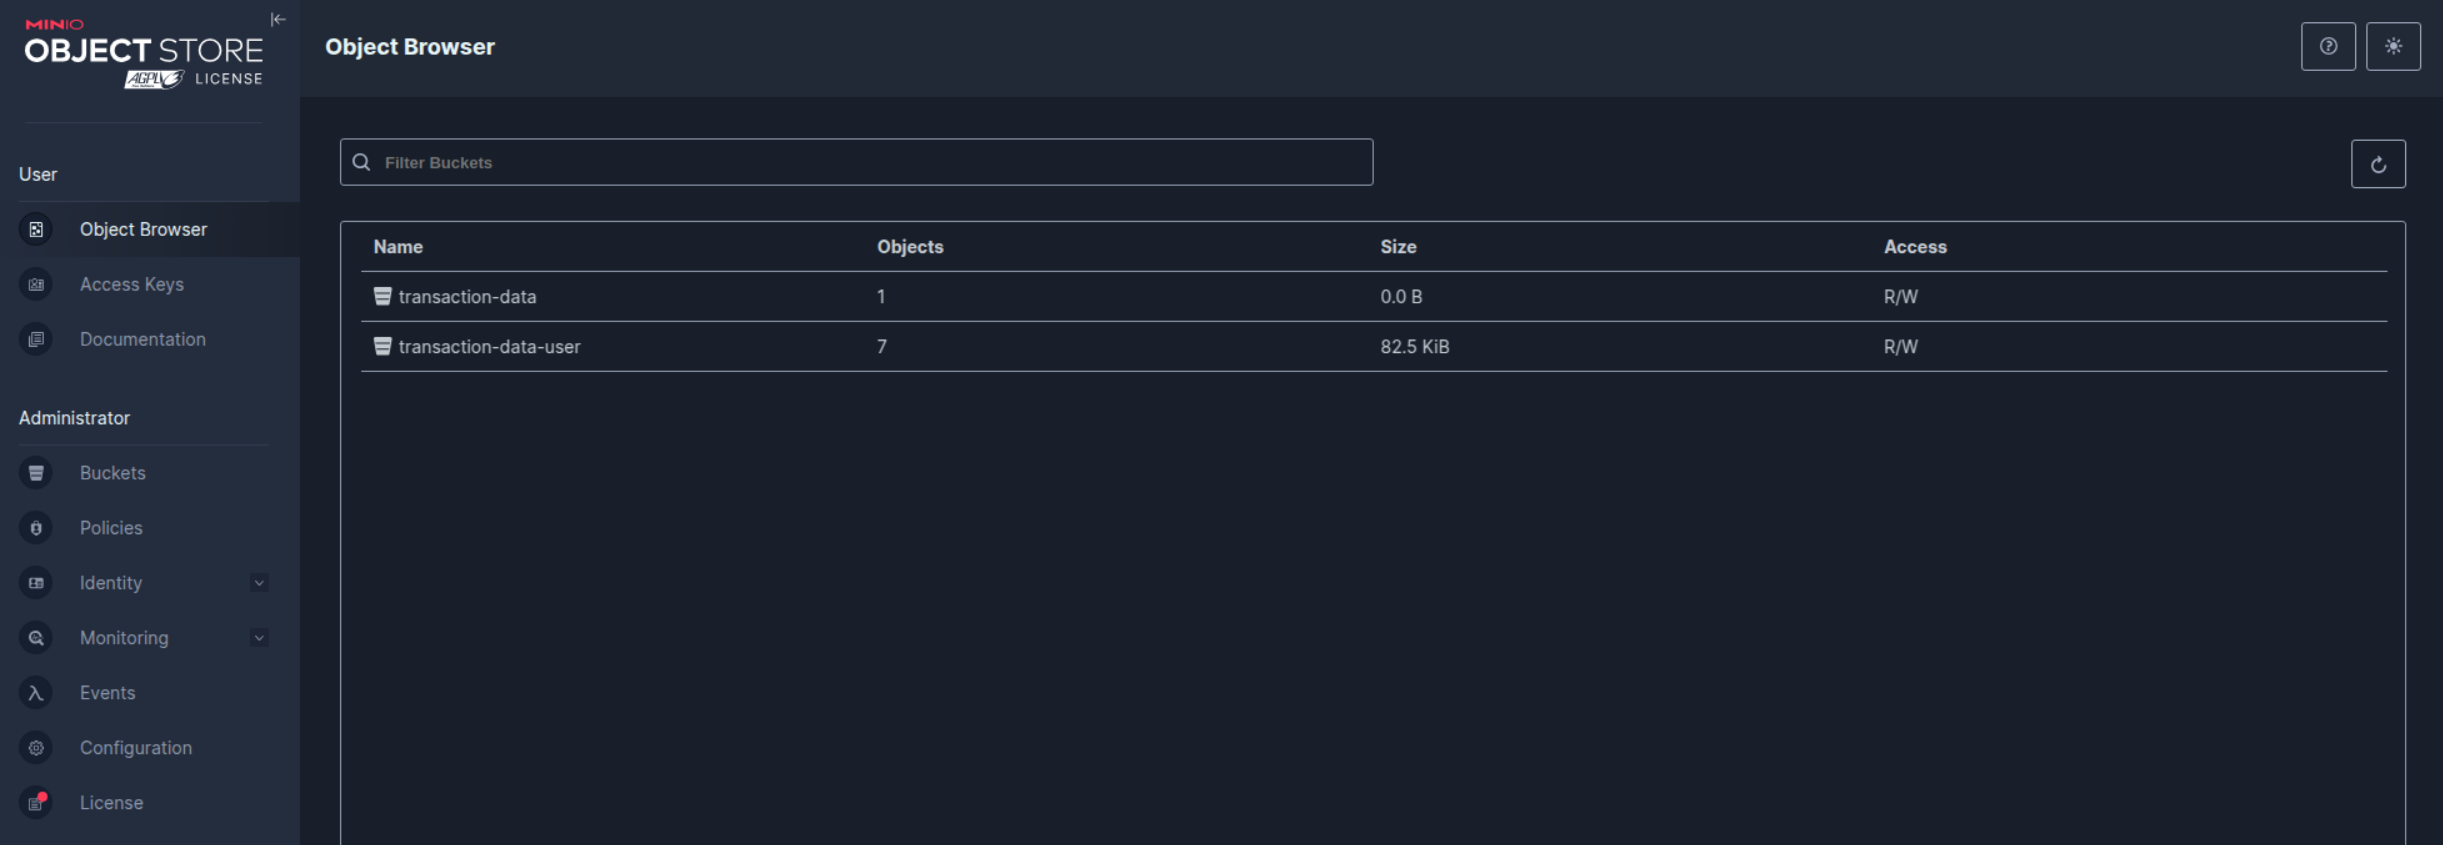 MINIO
OBJECT STORE
AGPLv3 LICENSE
Object Browser
User
Object Browser
Access Keys
Documentation
Administrator
Buckets
Policies
Identity
Monitoring
Events
Configuration
License
Filter Buckets
Name Objects Size Access
transaction-data 1 0.0 B R/W
transaction-data-user 7 82.5 KiB R/W